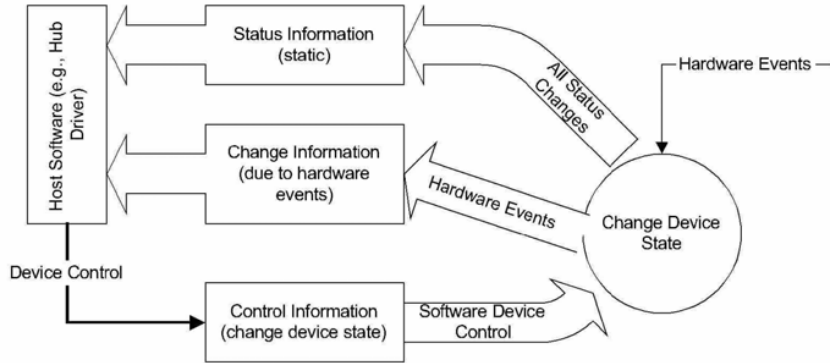 Host Software (e.g., Hub
Driver)
Status Information
(static)
All Status
Changes
Hardware Events
Change Information
(due to hardware
events)
Hardware Events
Change Device
State
Device Control
Control Information
(change device state)
Software Device
Control